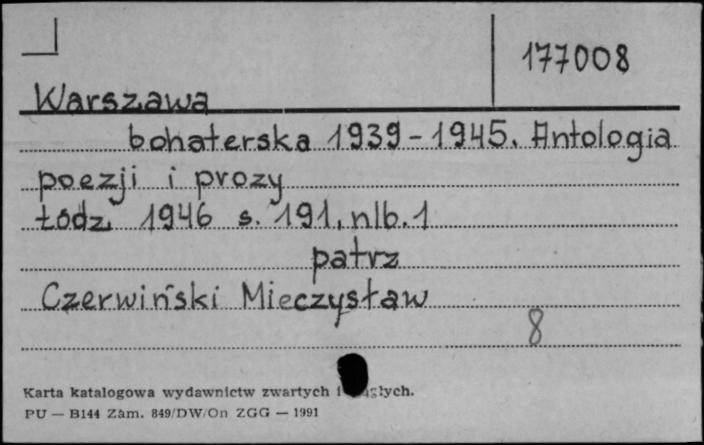 177008
Warszawa
bohaterska 1939-1945. Antologia
poezji i prozy
Łódz, 1946 s. 191, nlb. 1
patrz
Czerwiński Mieczysław
8
Karta katalogowa wydawnictw zwartych i
PU — B144 Zam. 849/DW/On ZGG — 1991